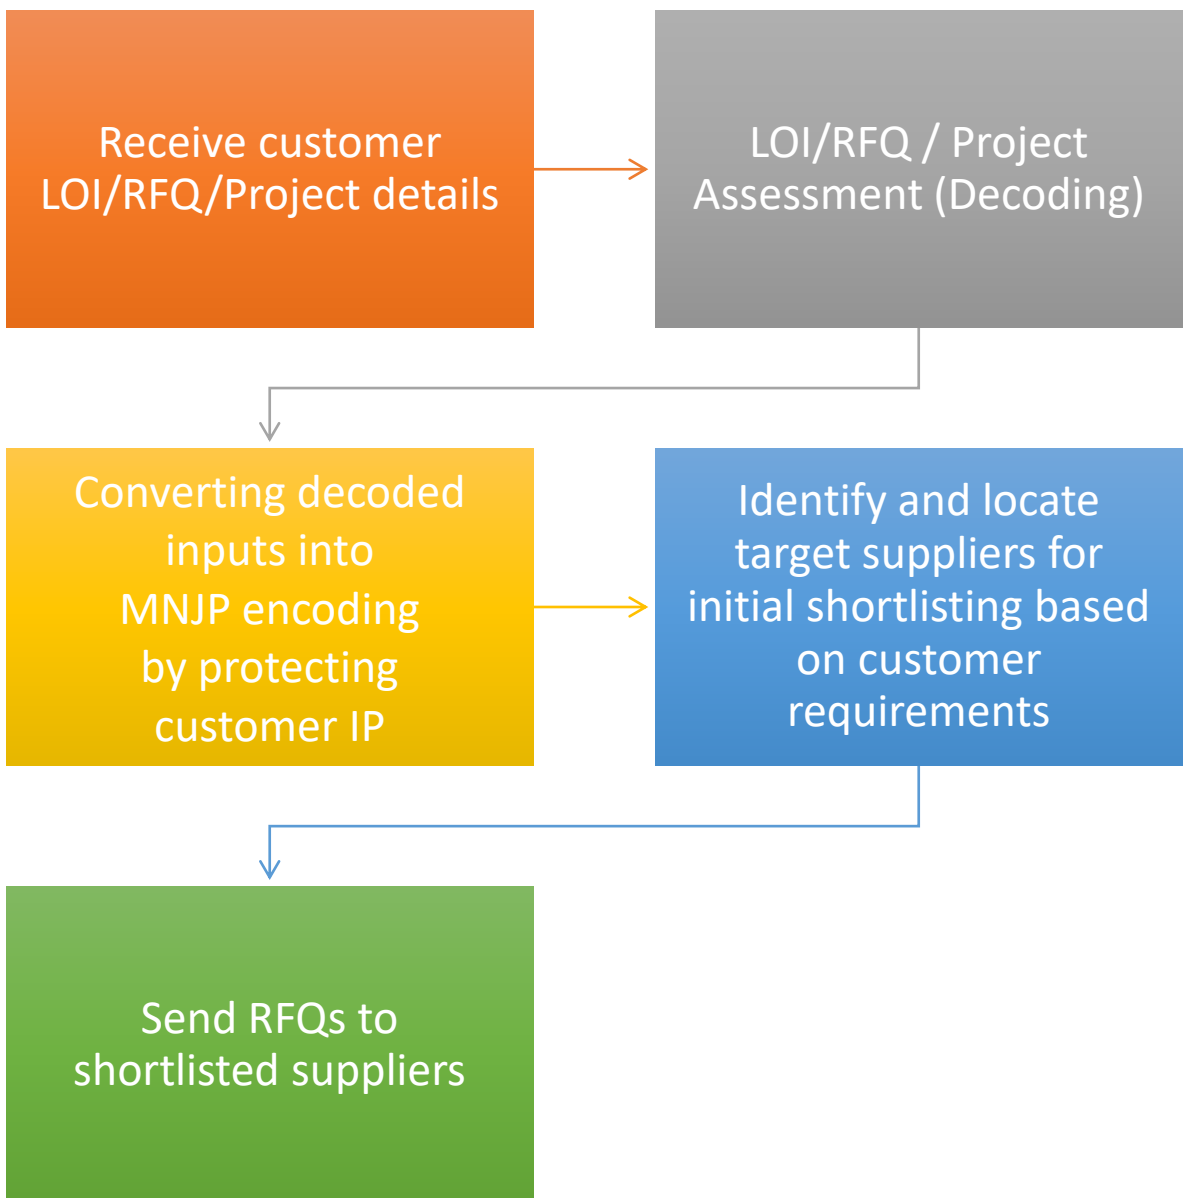 Receive customer
LOI/RFQ/Project details
LOI/RFQ / Project
Assessment (Decoding)
Converting decoded
inputs into
MNJP encoding
by protecting
customer IP
Identify and locate
target suppliers for
initial shortlisting based
on customer
requirements
Send RFQs to
shortlisted suppliers